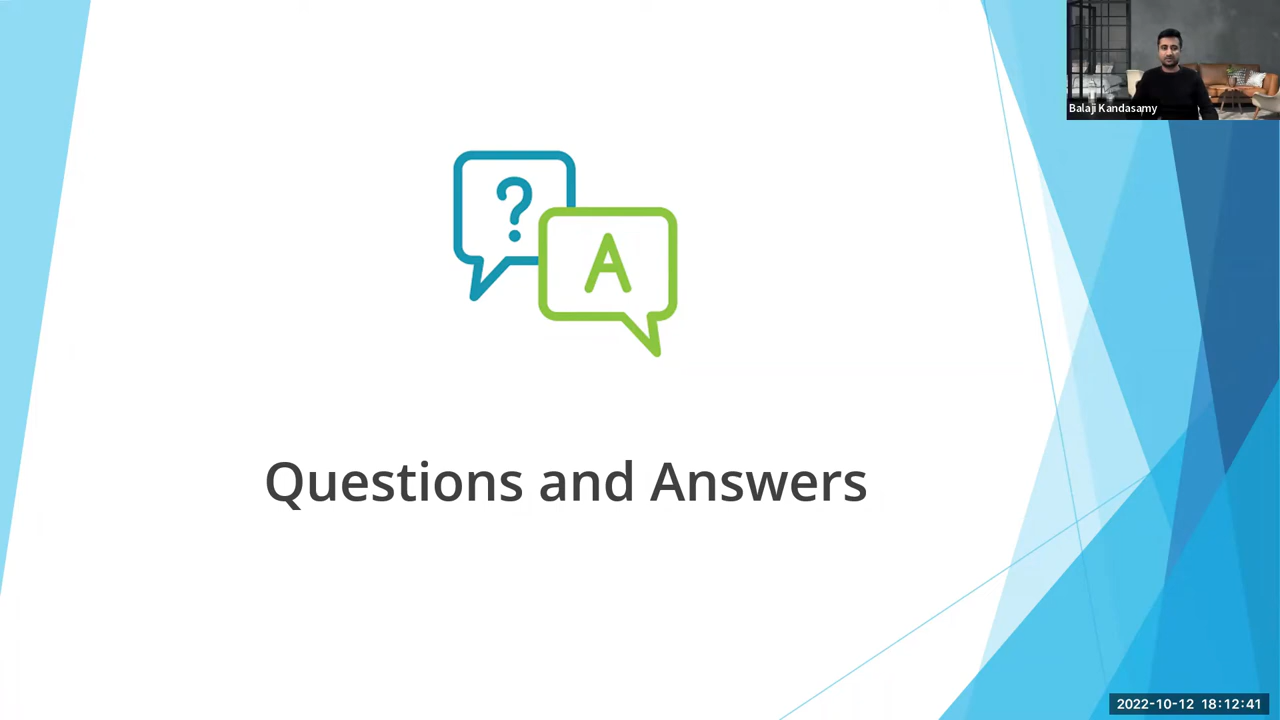 Balaji Kandasamy
?
A
Questions and Answers
2022-10-12 18:12:41